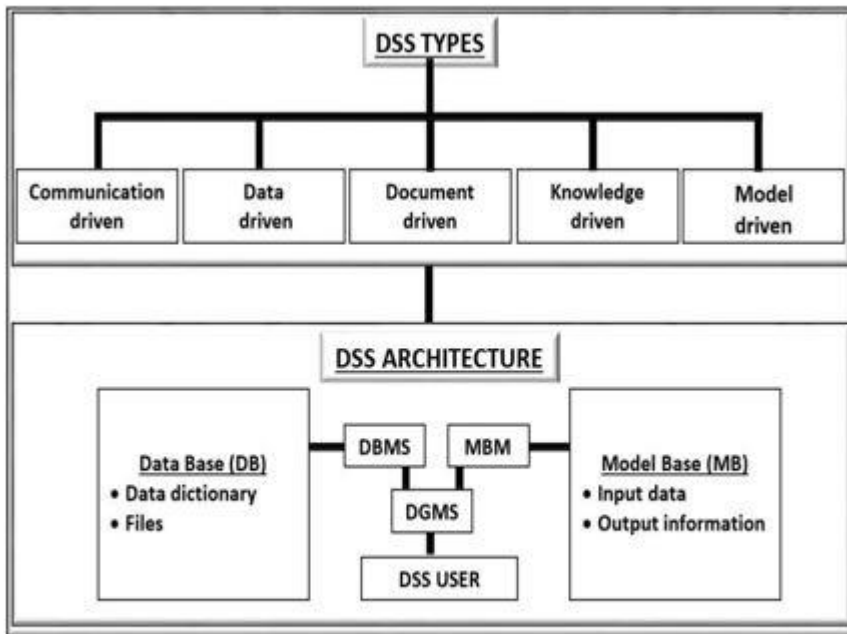 DSS TYPES
Communication
driven
Data
driven
Document
driven
Knowledge
driven
Model
driven
DSS ARCHITECTURE
Data Base (DB)
• Data dictionary
• Files
DBMS
MBM
DGMS
DSS USER
Model Base (MB)
• Input data
• Output information